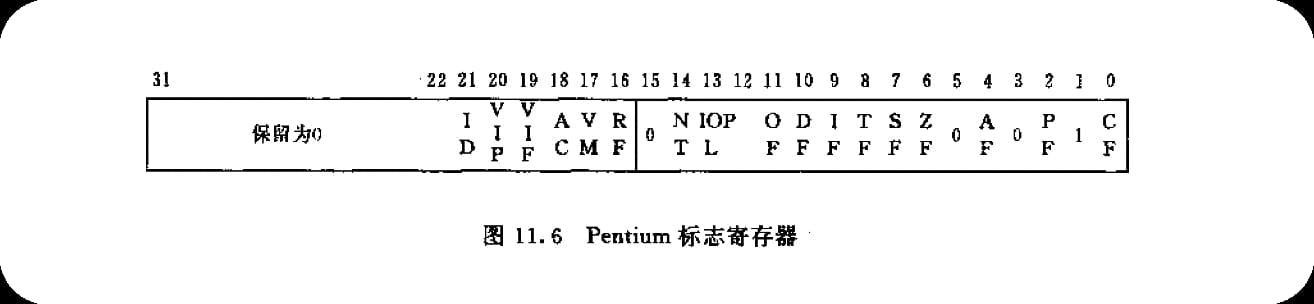 31 22 21 20 19 18 17 16 15 14 13 12 11 10 9 8 7 6 5 4 3 2 1 0
保留为0 ID VIP VIF AC VM RF 0 NT IOPL OF DF IF TF SF ZF 0 AF 0 PF 1 CF
图 11.6 Pentium 标志寄存器